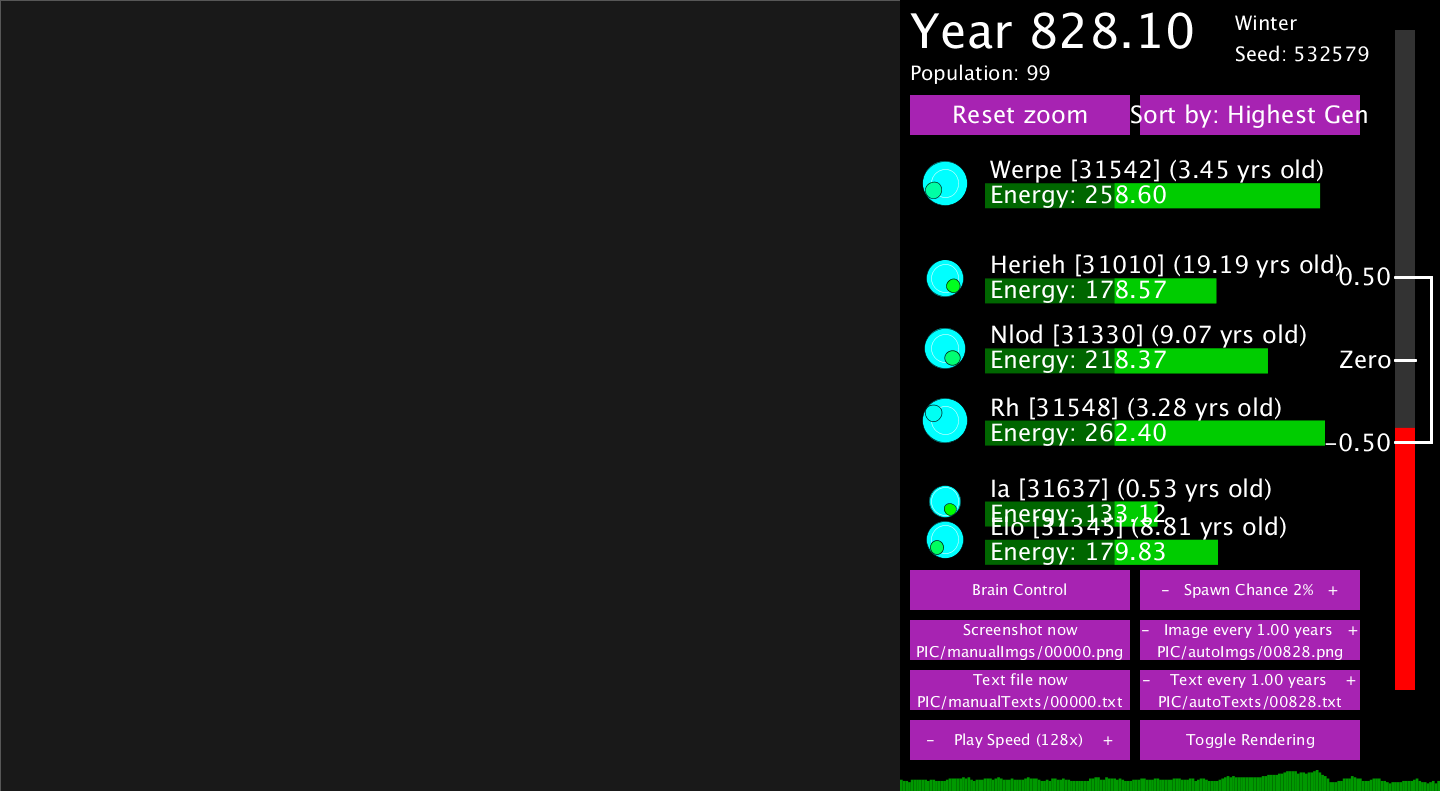 Year 828.10
Winter
Seed: 532579
Population: 99
Reset zoom
Sort by: Highest Gen
Werpe [31542] (3.45 yrs old)
Energy: 258.60
Herieh [31010] (19.19 yrs old)
Energy: 178.57
0.50
Nlod [31330] (9.07 yrs old)
Energy: 218.37
Zero
Rh [31548] (3.28 yrs old)
Energy: 262.40
-0.50
Ia [31637] (0.53 yrs old)
Energy: 133.12
Elo [31345] (8.81 yrs old)
Energy: 179.83
Brain Control
- Spawn Chance 2% +
Screenshot now
PIC/manualImgs/00000.png
- Image every 1.00 years +
PIC/autoImgs/00828.png
Text file now
PIC/manualTexts/00000.txt
- Text every 1.00 years +
PIC/autoTexts/00828.txt
- Play Speed (128x) +
Toggle Rendering